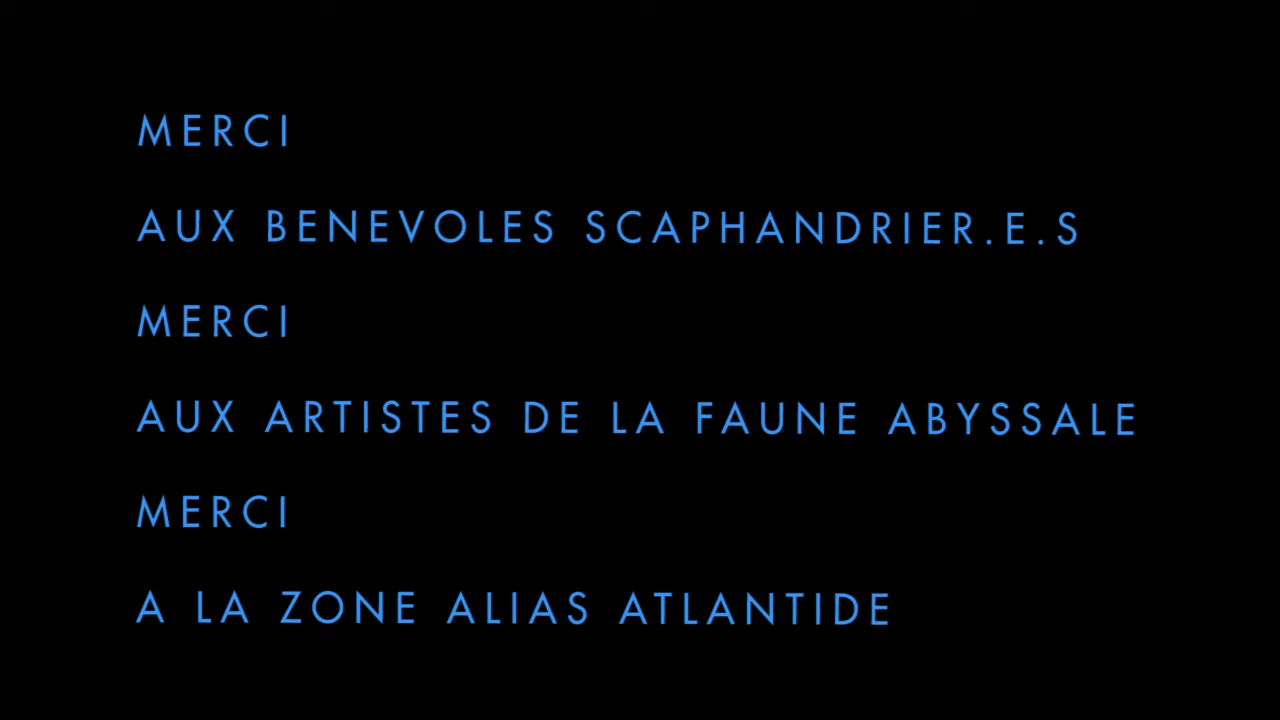 MERCI
AUX BENEVOLES SCAPHANDRIER.E.S
MERCI
AUX ARTISTES DE LA FAUNE ABYSSALE
MERCI
A LA ZONE ALIAS ATLANTIDE